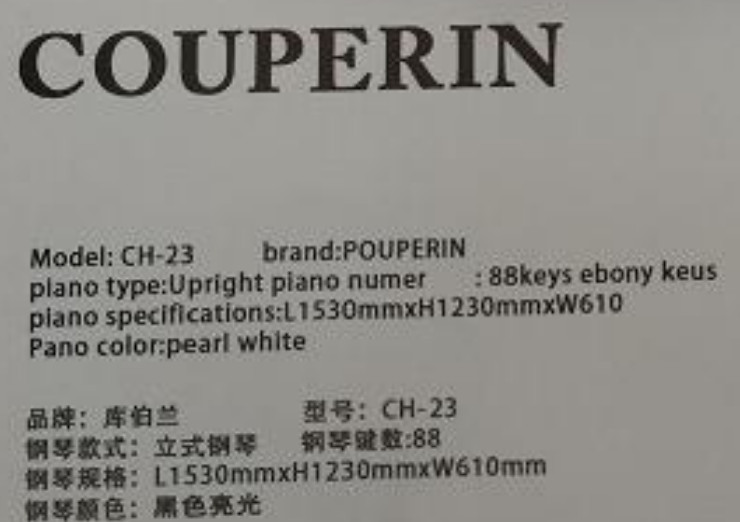 COUPERIN
Model: CH-23 brand:POUPERIN
piano type:Upright piano numer :88keys ebony keus
piano specifications:L1530mmxH1230mmxW610
Pano color:pearl white
品牌：库伯兰 型号：CH-23
钢琴款式：立式钢琴 钢琴键数:88
钢琴规格：L1530mmxH1230mmxW610mm
钢琴颜色：黑色亮光